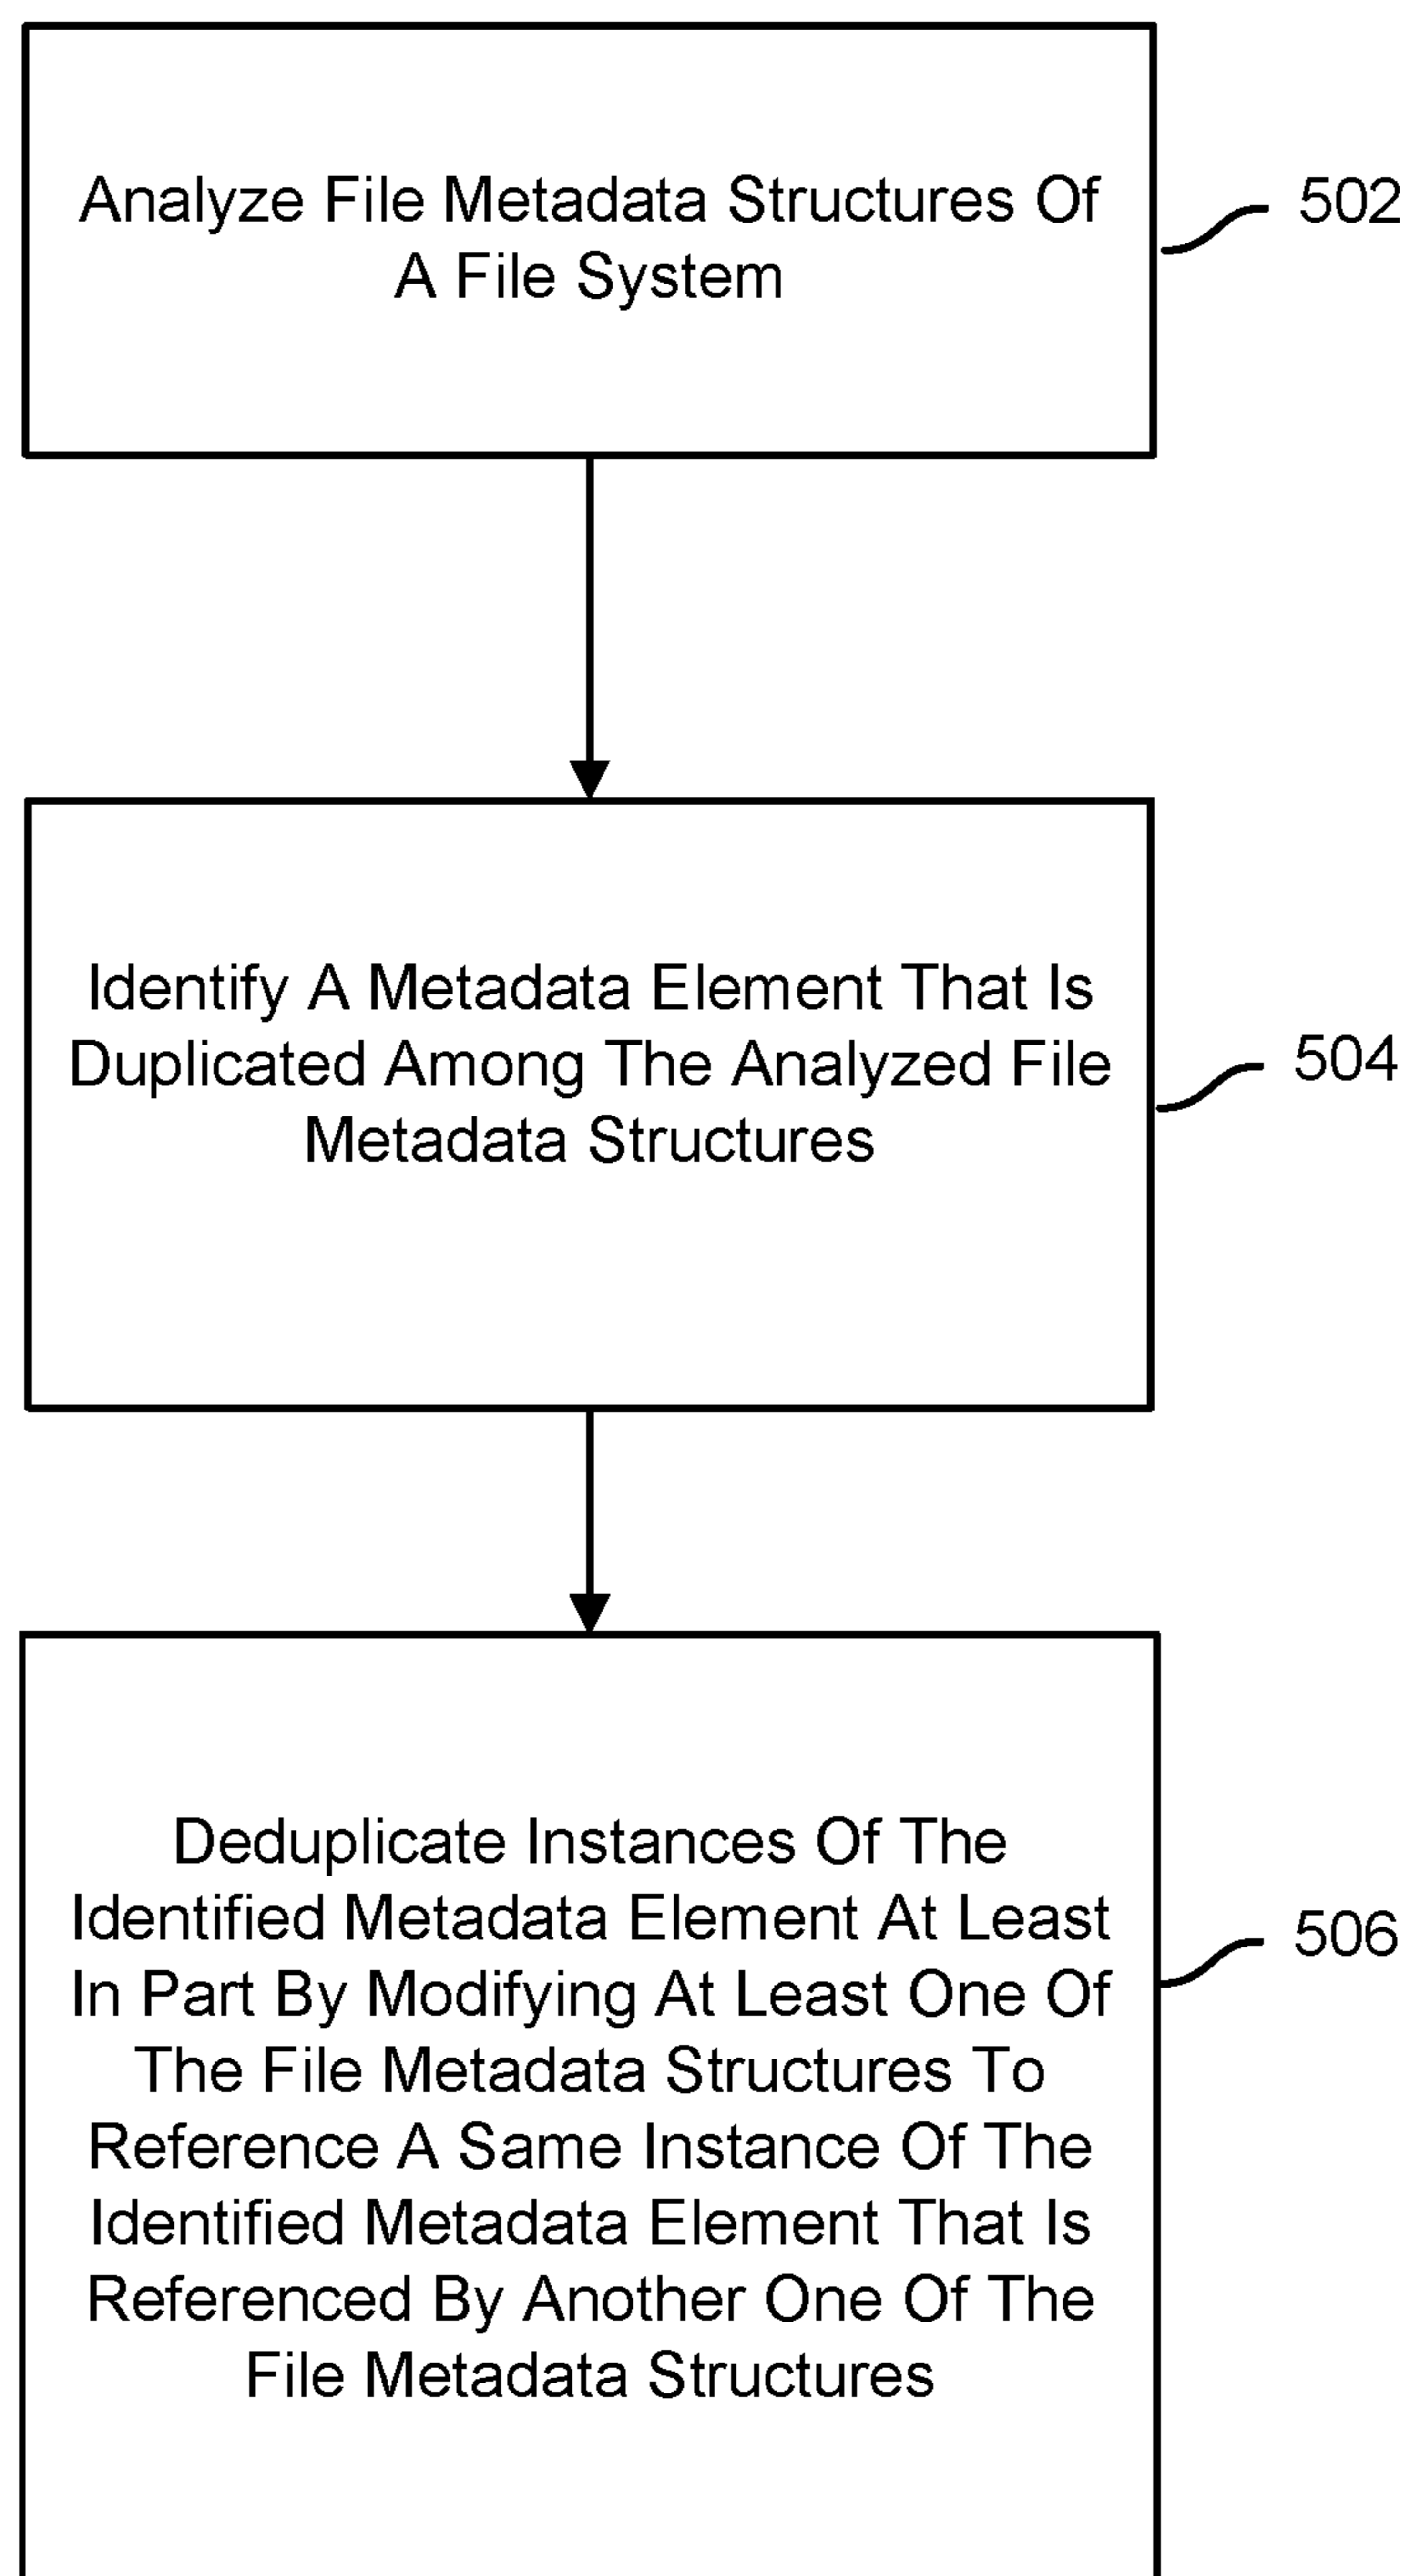 Analyze File Metadata Structures Of
A File System
502
Identify A Metadata Element That Is
Duplicated Among The Analyzed File
Metadata Structures
504
Deduplicate Instances Of The
Identified Metadata Element At Least
In Part By Modifying At Least One Of
The File Metadata Structures To
Reference A Same Instance Of The
Identified Metadata Element That Is
Referenced By Another One Of The
File Metadata Structures
506